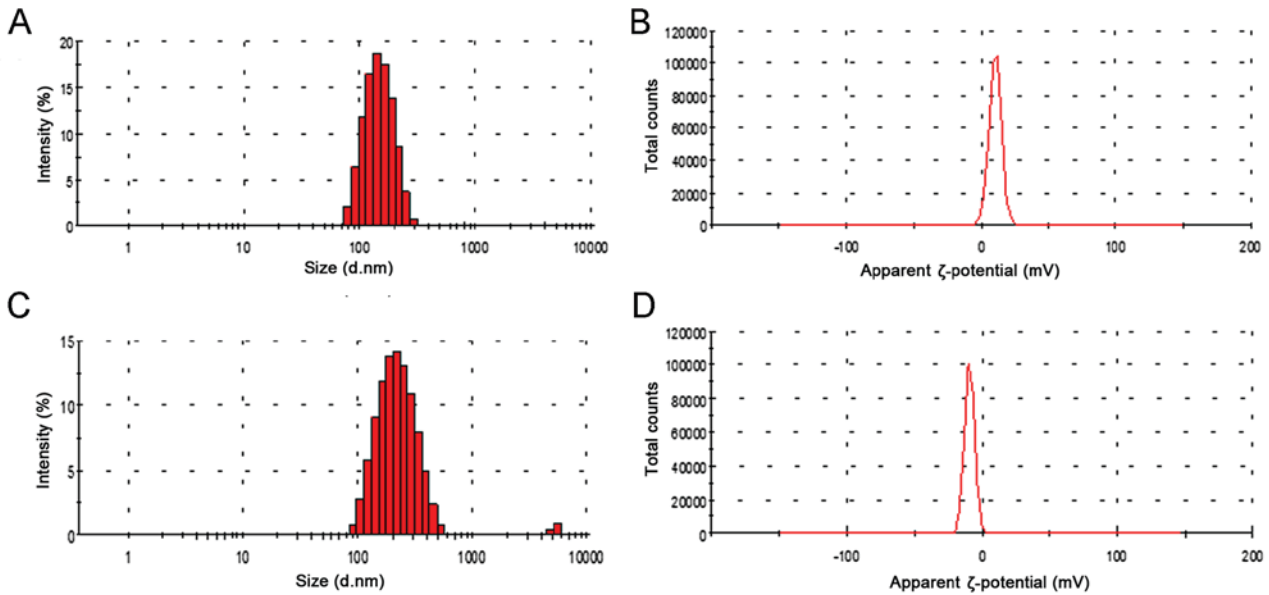 A
20
15
10
5
0
Intensity (%)
1 10 100 1000 10000
Size (d.nm)
B
120000
100000
80000
60000
40000
20000
0
Total counts
-100 0 100 200
Apparent ζ-potential (mV)
C
15
10
5
0
Intensity (%)
1 10 100 1000 10000
Size (d.nm)
D
120000
100000
80000
60000
40000
20000
0
Total counts
-100 0 100 200
Apparent ζ-potential (mV)